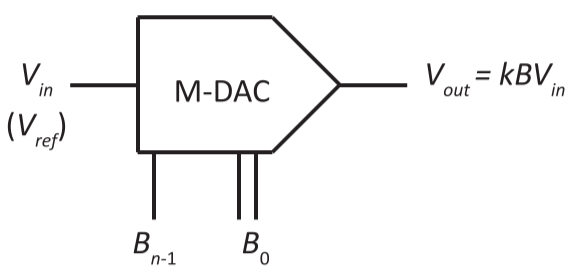 V_in
(V_ref)
M-DAC
V_out = kBV_in
B_n-1
B_0